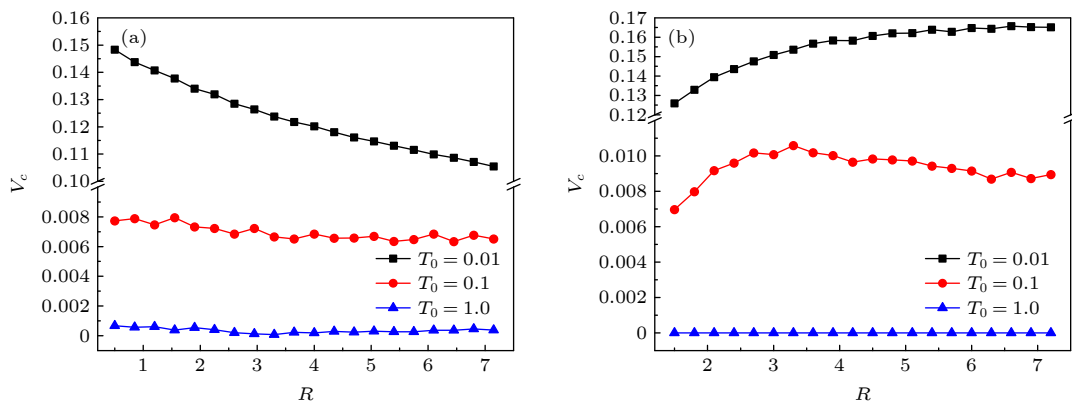 (a)
V_c
0.16
0.15
0.14
0.13
0.12
0.11
0.10
0.008
0.006
0.004
0.002
0
T_0 = 0.01
T_0 = 0.1
T_0 = 1.0
1 2 3 4 5 6 7
R
(b)
V_c
0.17
0.16
0.15
0.14
0.13
0.12
0.010
0.008
0.006
0.004
0.002
0
T_0 = 0.01
T_0 = 0.1
T_0 = 1.0
2 3 4 5 6 7
R